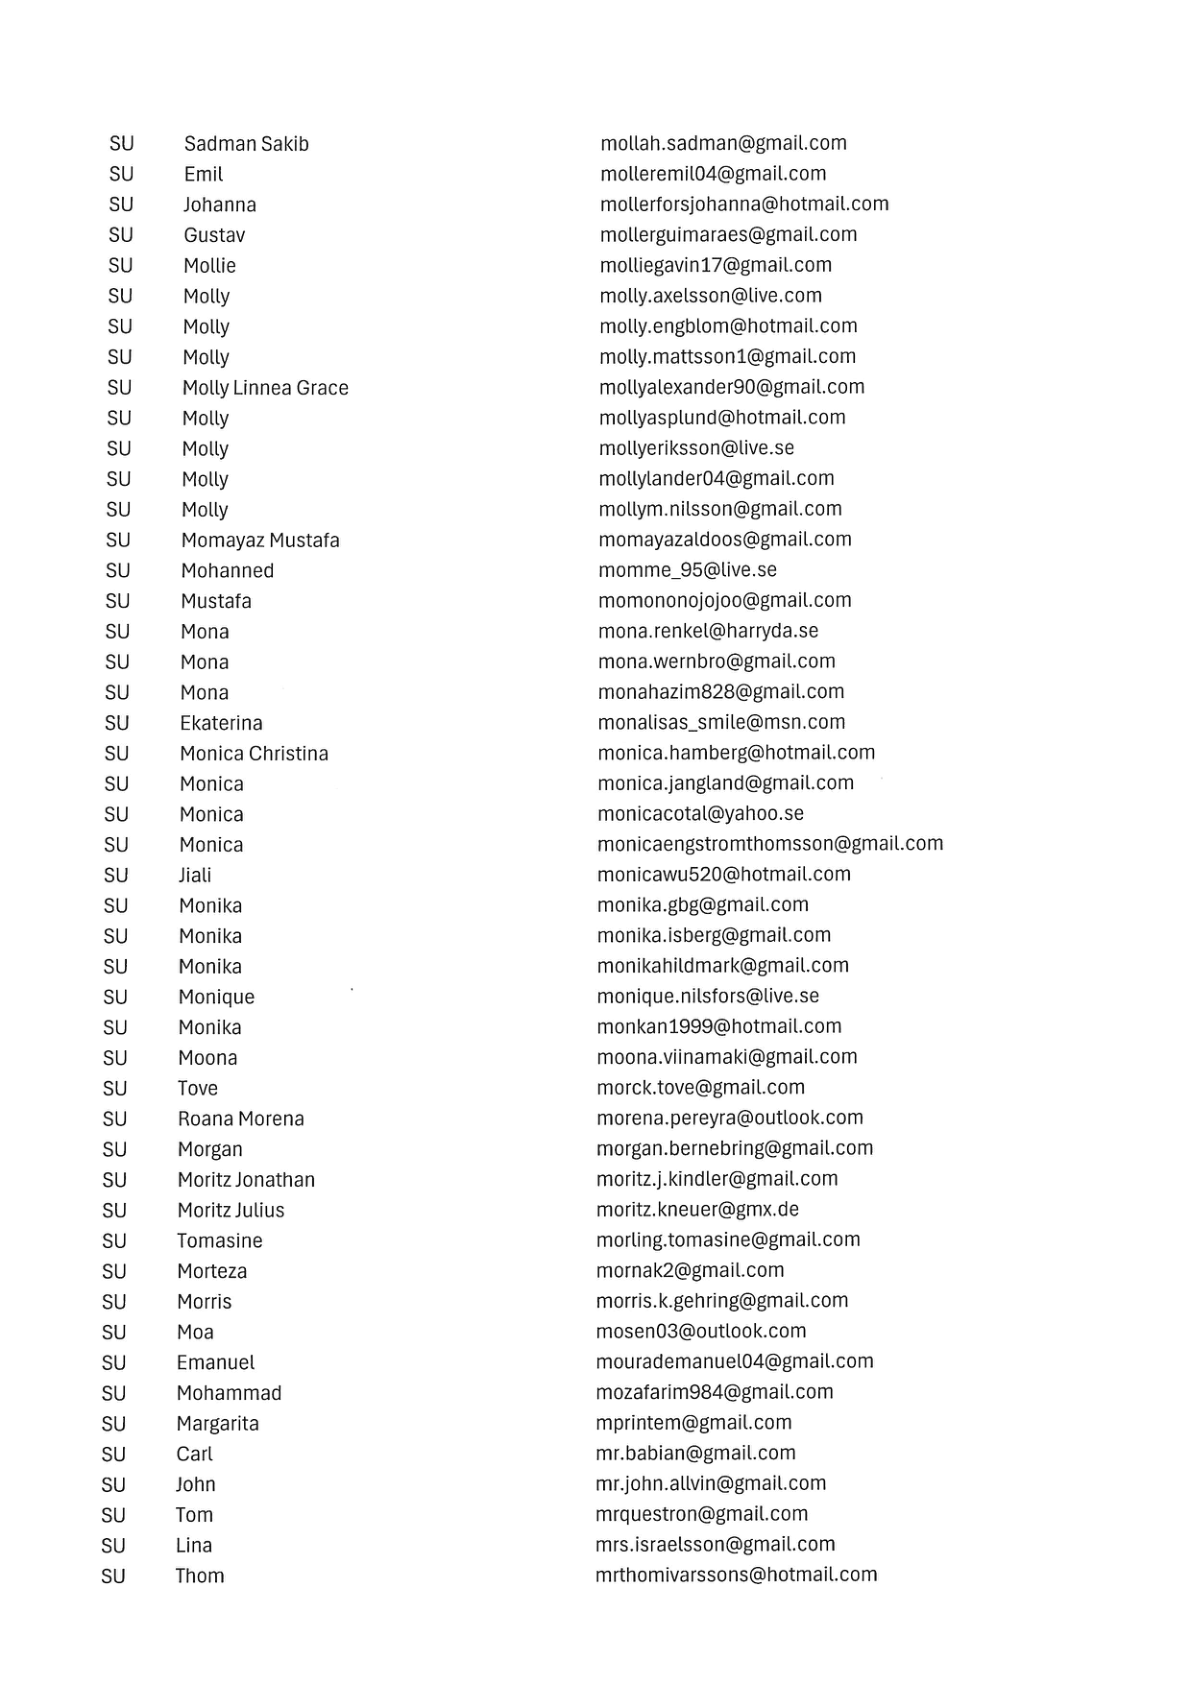 SU Sadman Sakib mollah.sadman@gmail.com
SU Emil molleremil04@gmail.com
SU Johanna mollerforsjohanna@hotmail.com
SU Gustav mollerguimaraes@gmail.com
SU Mollie molliegavin17@gmail.com
SU Molly molly.axelsson@live.com
SU Molly molly.engblom@hotmail.com
SU Molly molly.mattsson1@gmail.com
SU Molly Linnea Grace mollyalexander90@gmail.com
SU Molly mollyasplund@hotmail.com
SU Molly mollyeriksson@live.se
SU Molly mollylander04@gmail.com
SU Molly mollym.nilsson@gmail.com
SU Momayaz Mustafa momayazaldoos@gmail.com
SU Mohanned momme_95@live.se
SU Mustafa momononojojoo@gmail.com
SU Mona mona.renkel@harryda.se
SU Mona mona.wernbro@gmail.com
SU Mona monahazim828@gmail.com
SU Ekaterina monalisas_smile@msn.com
SU Monica Christina monica.hamberg@hotmail.com
SU Monica monica.jangland@gmail.com
SU Monica monicacotal@yahoo.se
SU Monica monicaengstromthomsson@gmail.com
SU Jiali monicawu520@hotmail.com
SU Monika monika.gbg@gmail.com
SU Monika monika.isberg@gmail.com
SU Monika monikahildmark@gmail.com
SU Monique monique.nilsfors@live.se
SU Monika monkan1999@hotmail.com
SU Moona moona.viinamaki@gmail.com
SU Tove morck.tove@gmail.com
SU Roana Morena morena.pereyra@outlook.com
SU Morgan morgan.bernebring@gmail.com
SU Moritz Jonathan moritz.j.kindler@gmail.com
SU Moritz Julius moritz.kneuer@gmx.de
SU Tomasine morling.tomasine@gmail.com
SU Morteza mornak2@gmail.com
SU Morris morris.k.gehring@gmail.com
SU Moa mosen03@outlook.com
SU Emanuel mourademanuel04@gmail.com
SU Mohammad mozafarim984@gmail.com
SU Margarita mprintem@gmail.com
SU Carl mr.babian@gmail.com
SU John mr.john.allvin@gmail.com
SU Tom mrquestron@gmail.com
SU Lina mrs.israelsson@gmail.com
SU Thom mrthomivarssons@hotmail.com